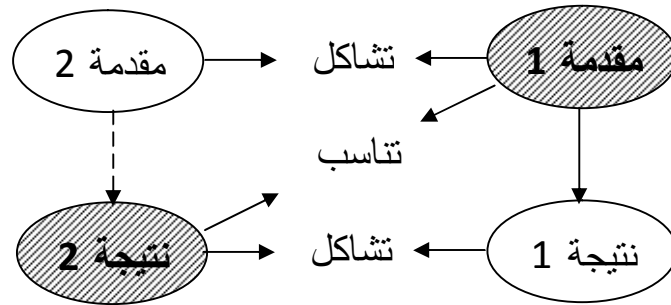 مقدمة 1
تشاكل
مقدمة 2
تناسب
نتيجة 1
تشاكل
نتيجة 2